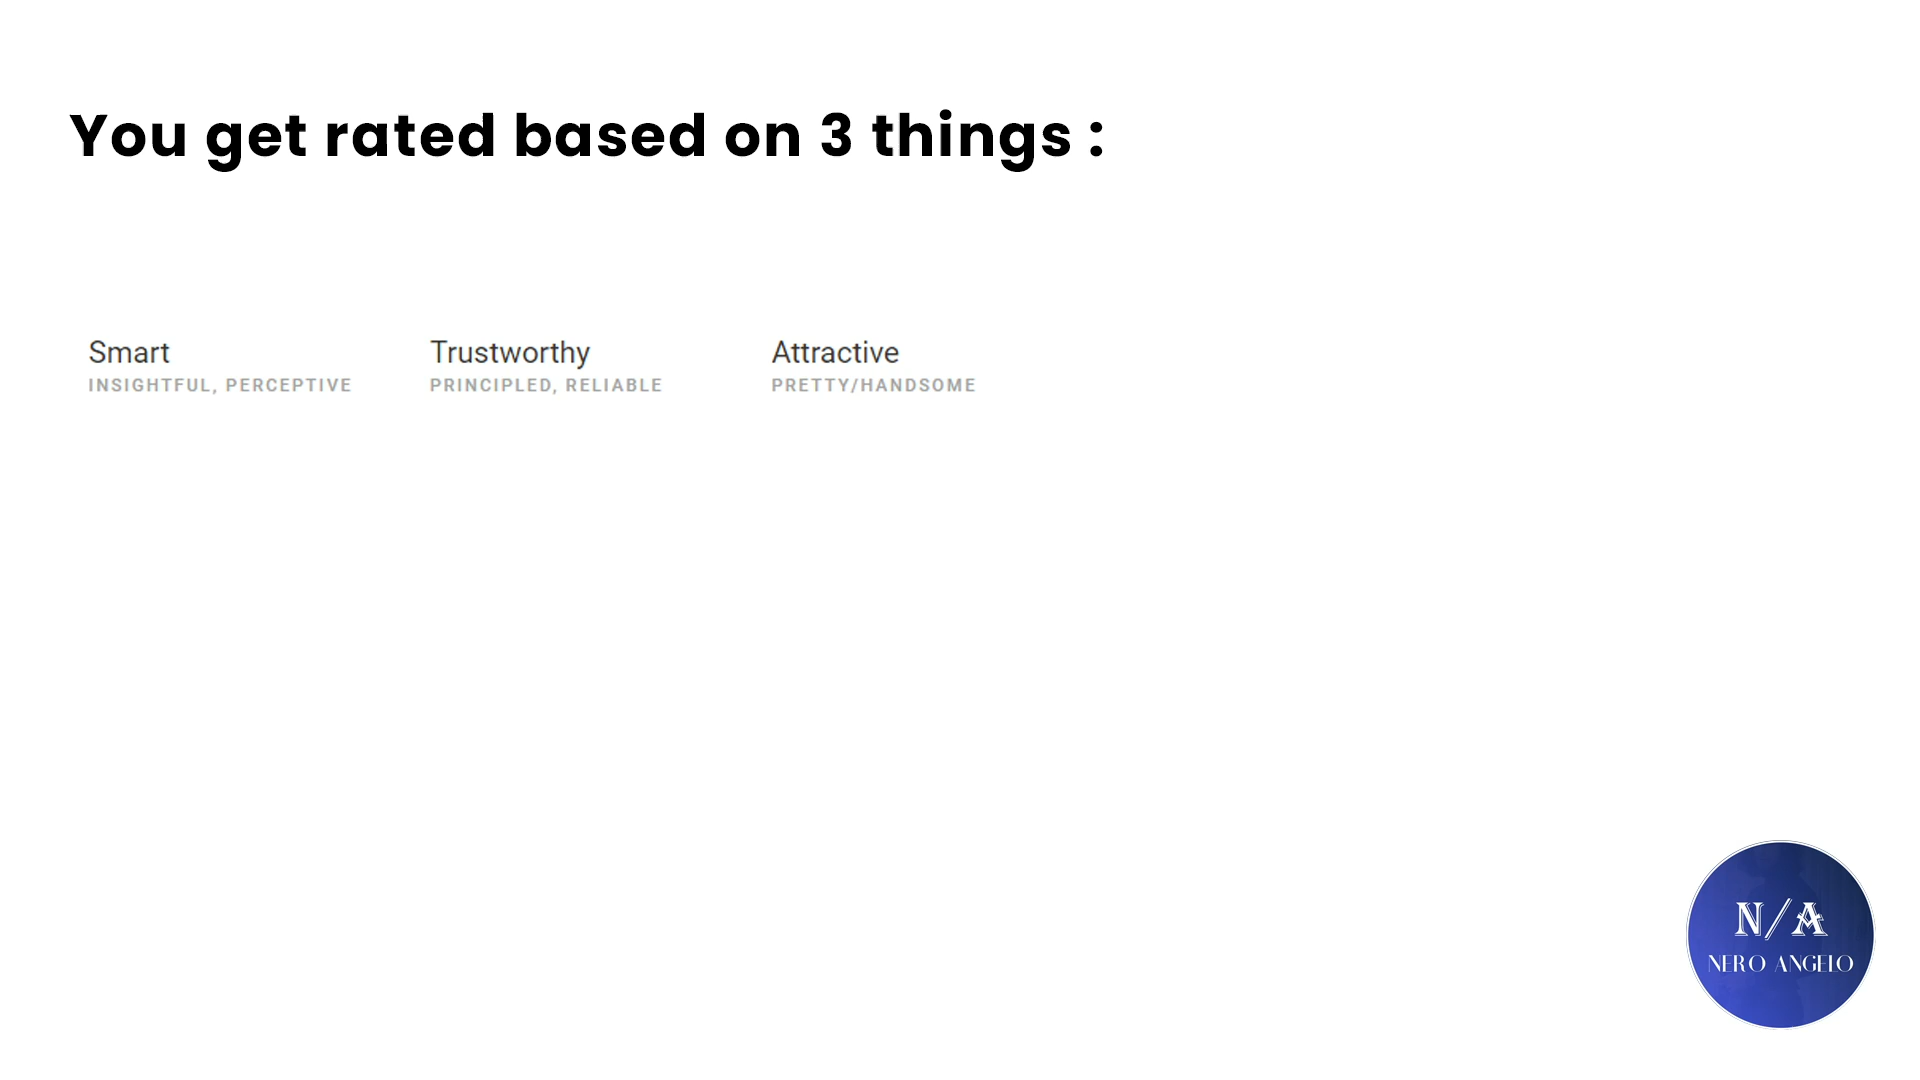 You get rated based on 3 things :
Smart Trustworthy Attractive
INSIGHTFUL, PERCEPTIVE PRINCIPLED, RELIABLE PRETTY/HANDSOME
N/A
NERO ANGELO